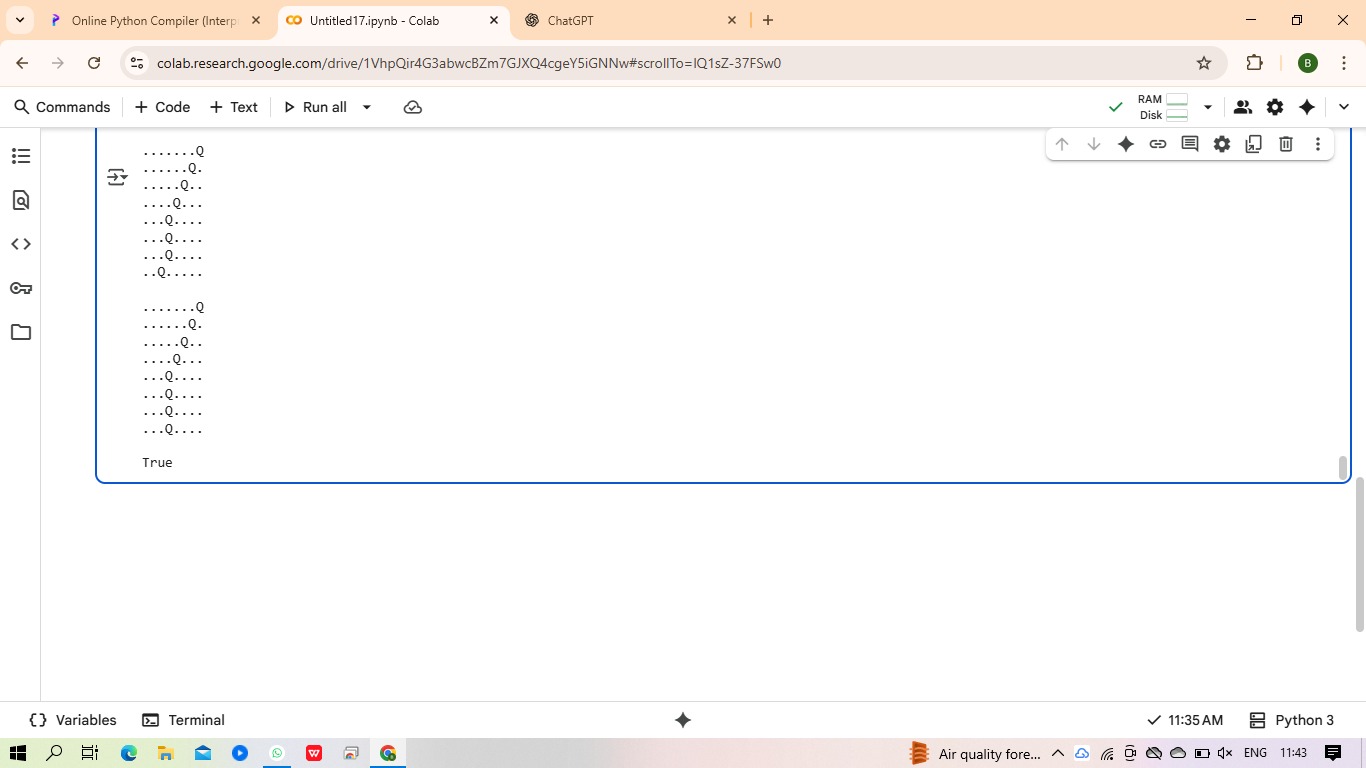 Online Python Compiler (Interp
Untitled17.ipynb - Colab
ChatGPT
colab.research.google.com/drive/1VhpQir4G3abwcBZm7GJXQ4cgeY5iGNNw#scrollTo=IQ1sZ-37FSw0
B
Commands
+ Code
+ Text
Run all
RAM
Disk
.......Q
......Q.
.....Q..
....Q...
...Q....
...Q....
...Q....
..Q.....
.......Q
......Q.
.....Q..
....Q...
...Q....
...Q....
...Q....
...Q....
True
{} Variables
Terminal
11:35 AM
Python 3
Air quality fore...
ENG
11:43